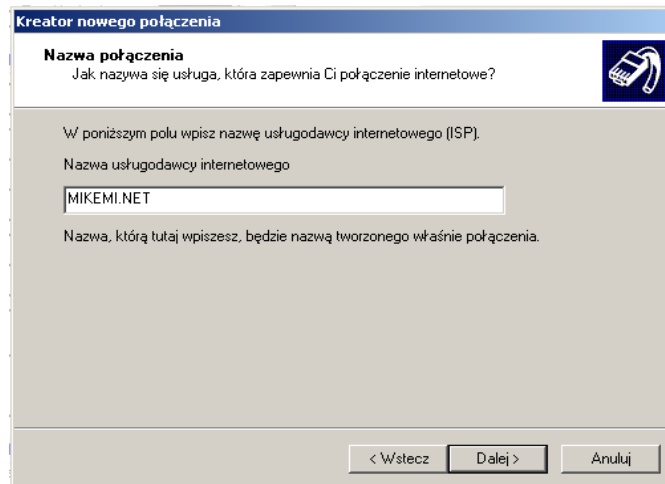 Kreator nowego połączenia
Nazwa połączenia
Jak nazywa się usługa, która zapewnia Ci połączenie internetowe?
W poniższym polu wpisz nazwę usługodawcy internetowego (ISP).
Nazwa usługodawcy internetowego
MIKEMI.NET
Nazwa, którą tutaj wpiszesz, będzie nazwą tworzonego właśnie połączenia.
< Wstecz Dalej > Anuluj